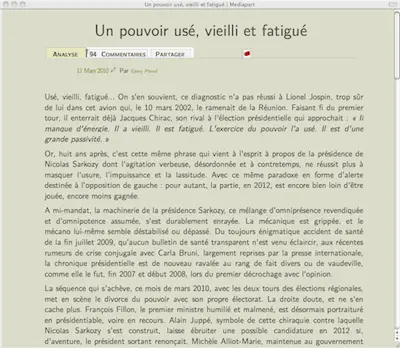 Un pouvoir usé, vieilli et fatigué | Mediapart
Un pouvoir usé, vieilli et fatigué
Analyse 94 Commentaires Partager
13 Mars 2010 Par Edwy Plenel
Usé, vieilli, fatigué... On s'en souvient, ce diagnostic n'a pas réussi à Lionel Jospin, trop sûr
de lui dans cet avion qui, le 10 mars 2002, le ramenait de la Réunion. Faisant fi du premier
tour, il enterrait déjà Jacques Chirac, son rival à l'élection présidentielle qui approchait : « Il
manque d'énergie. Il a vieilli. Il est fatigué. L'exercice du pouvoir l'a usé. Il est d'une
grande passivité. »
Or, huit ans après, c'est cette même phrase qui vient à l'esprit à propos de la présidence de
Nicolas Sarkozy dont l'agitation verbeuse, désordonnée et à contretemps, ne réussit plus à
masquer l'usure, l'impuissance et la lassitude. Avec ce même paradoxe en forme d'alerte
destinée à l'opposition de gauche : pour autant, la partie, en 2012, est encore bien loin d'être
jouée, encore moins gagnée.
A mi-mandat, la machinerie de la présidence Sarkozy, ce mélange d'omniprésence revendiquée
et d'omnipotence assumée, s'est durablement enrayée. La mécanique est grippée, et le
mécano lui-même semble déstabilisé ou dépassé. Du toujours énigmatique accident de santé
de la fin juillet 2009, qu'aucun bulletin de santé transparent n'est venu éclaircir, aux récentes
rumeurs de crise conjugale avec Carla Bruni, largement reprises par la presse internationale,
la chronique présidentielle est de nouveau ravalée au rang de fait divers ou de vaudeville,
comme elle le fut, fin 2007 et début 2008, lors du premier décrochage avec l'opinion.
La séquence qui s'achève, ce mois de mars 2010, avec les deux tours des élections régionales,
met en scène le divorce du pouvoir avec son propre électorat. La droite doute, et ne s'en
cache plus. François Fillon, le premier ministre humilié et malmené, est désormais portraituré
en présidentiable, voire en recours. Alain Juppé, symbole de cette chiraquie contre laquelle
Nicolas Sarkozy s'est construit, laisse ébruiter une possible candidature en 2012 si,
d'aventure, le président sortant renonçait. Michèle Alliot-Marie, maintenue au gouvernement